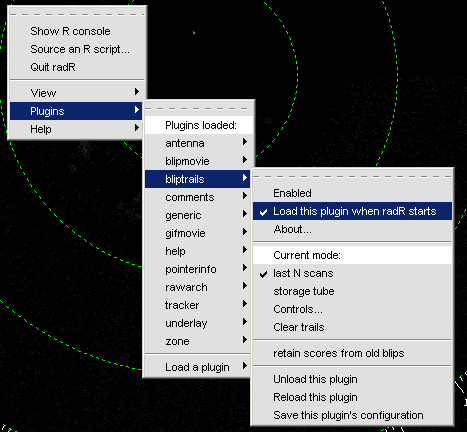 Show R console
Source an R script...
Quit radR
View
Plugins
Help
Plugins loaded:
antenna
blipmovie
bliptrails
comments
generic
gifmovie
help
pointerinfo
rawarch
tracker
underlay
zone
Load a plugin
Enabled
Load this plugin when radR starts
About...
Current mode:
last N scans
storage tube
Controls...
Clear trails
retain scores from old blips
Unload this plugin
Reload this plugin
Save this plugin's configuration